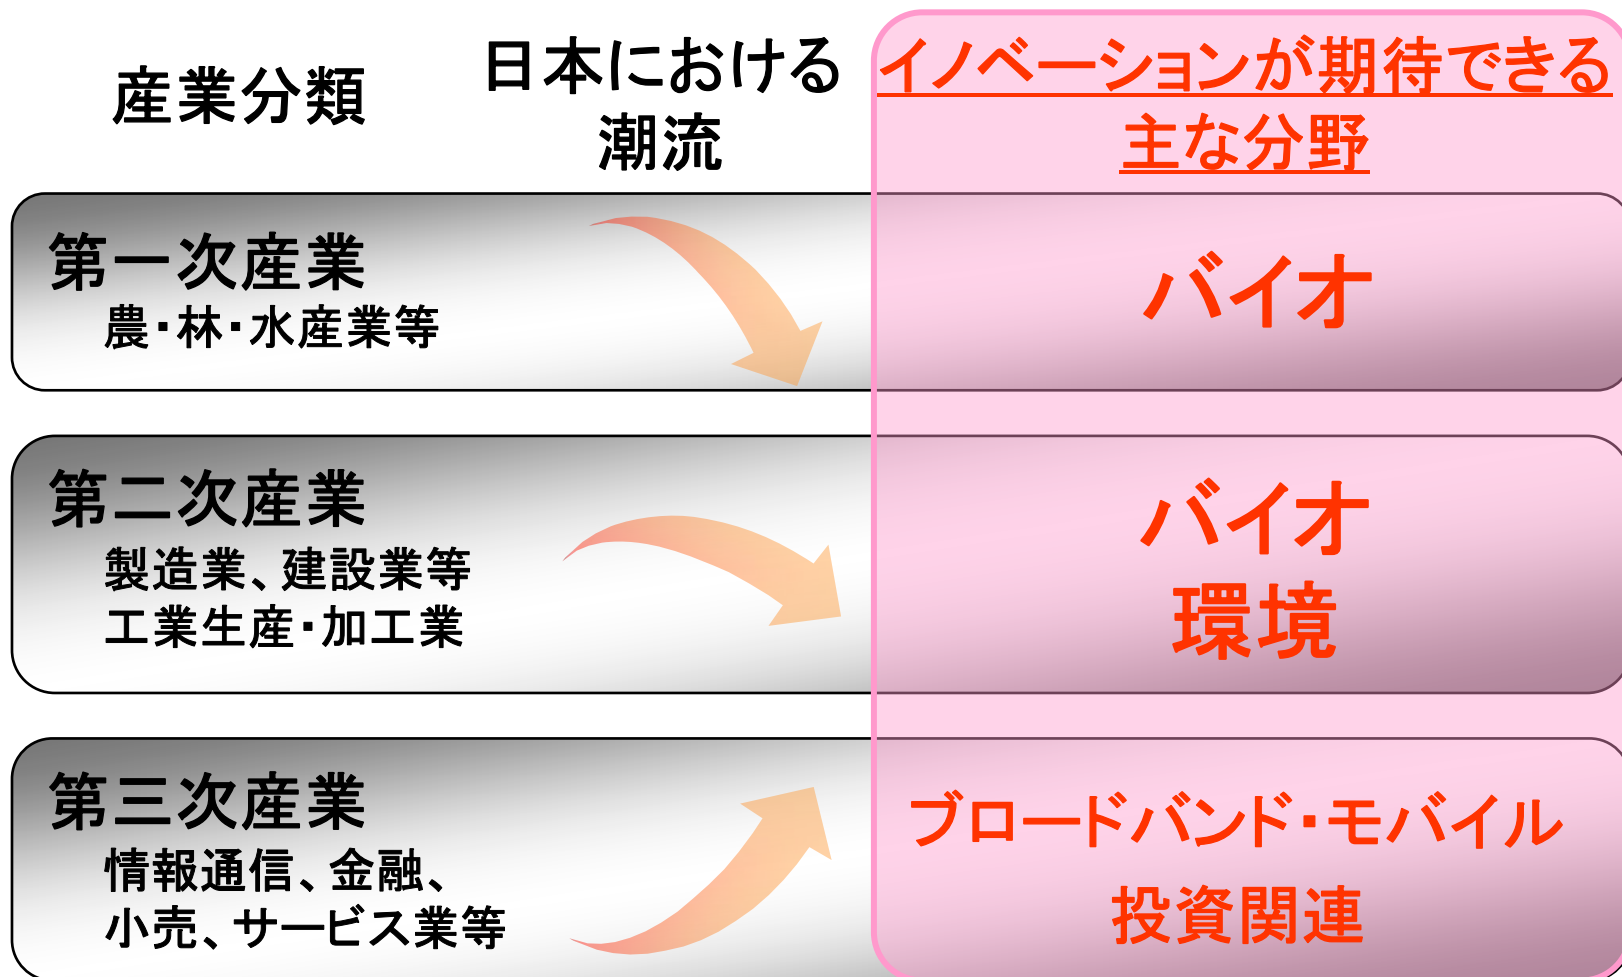 産業分類
日本における
潮流
イノベーションが期待できる
主な分野
第一次産業
農・林・水産業等
バイオ
第二次産業
製造業、建設業等
工業生産・加工業
バイオ
環境
第三次産業
情報通信、金融、
小売、サービス業等
ブロードバンド・モバイル
投資関連